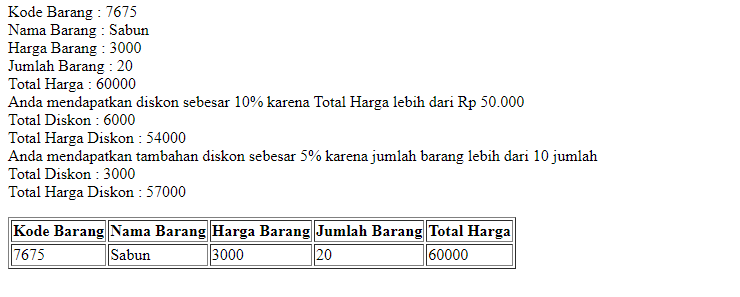 Kode Barang : 7675
Nama Barang : Sabun
Harga Barang : 3000
Jumlah Barang : 20
Total Harga : 60000
Anda mendapatkan diskon sebesar 10% karena Total Harga lebih dari Rp 50.000
Total Diskon : 6000
Total Harga Diskon : 54000
Anda mendapatkan tambahan diskon sebesar 5% karena jumlah barang lebih dari 10 jumlah
Total Diskon : 3000
Total Harga Diskon : 57000
Kode Barang Nama Barang Harga Barang Jumlah Barang Total Harga
7675 Sabun 3000 20 60000